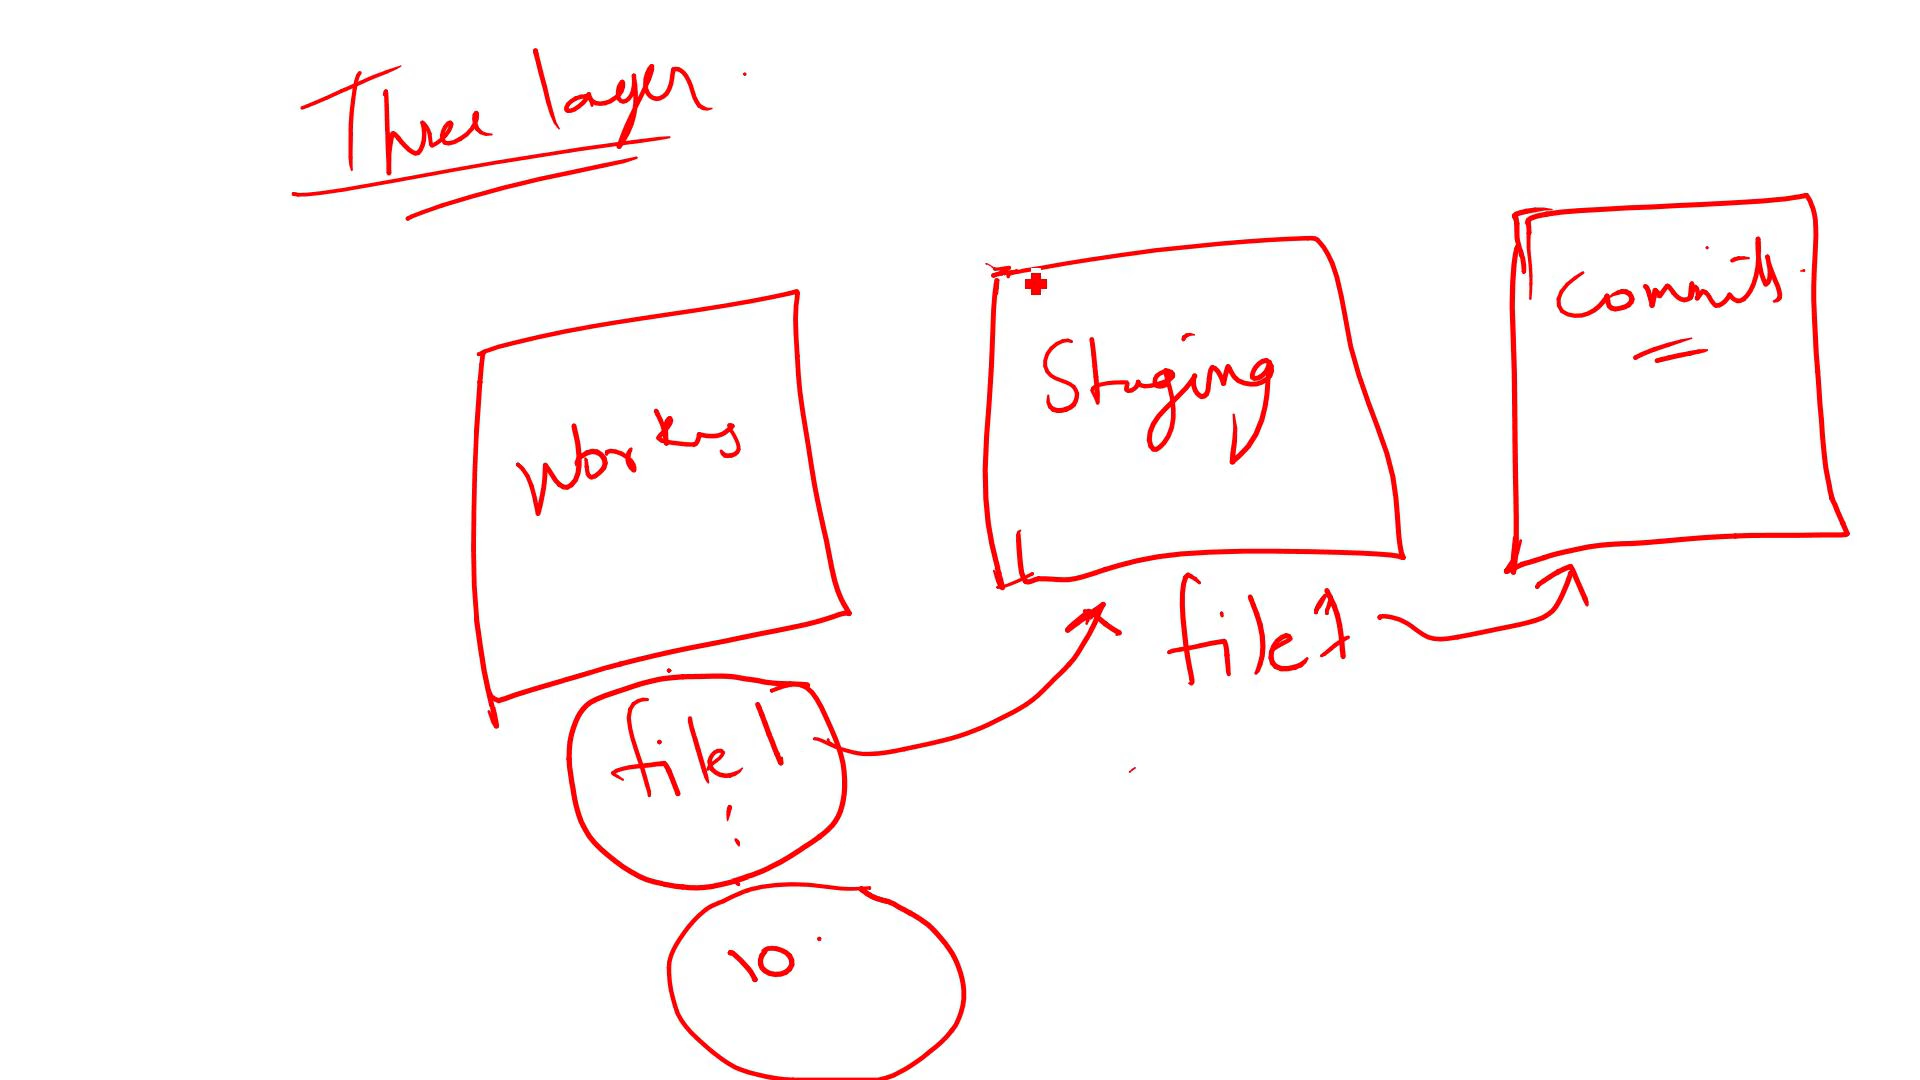 Three layer
Working
Staging
Commit
file1
file1
10